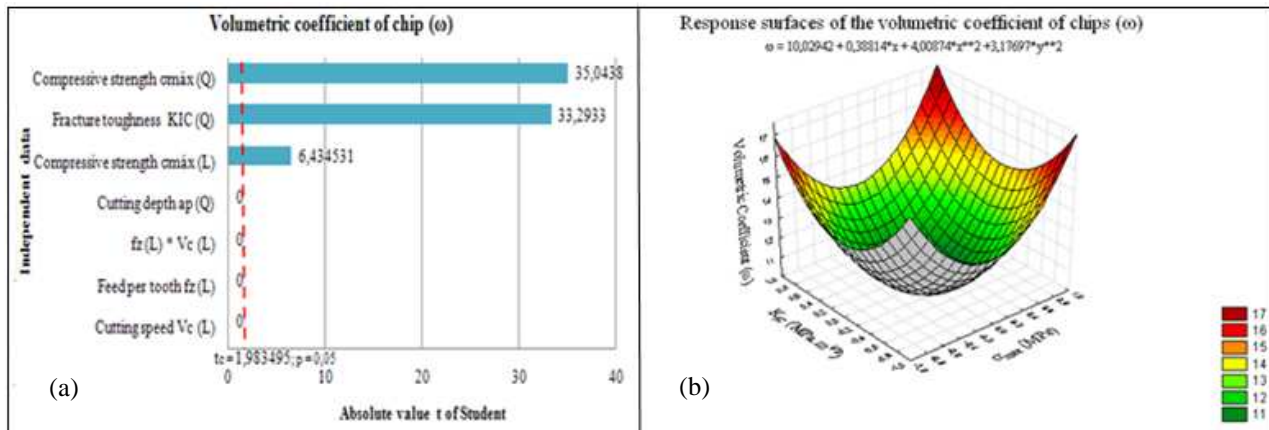 Volumetric coefficient of chip (ω)
Independent data
Compressive strength σmáx (Q)
35,0438
Fracture toughness KIC (Q)
33,2933
Compressive strength σmáx (L)
6,434531
Cutting depth ap (Q)
0
fz (L) * Vc (L)
0
Feed per tooth fz (L)
0
Cutting speed Vc (L)
0
tc = 1,983495; p = 0,05
0 10 20 30 40
Absolute value t of Student
(a)
Response surfaces of the volumetric coefficient of chips (ω)
ω = 10,02942 + 0,38814*x + 4,00874*x**2 +3,17697*y**2
Volumetric Coefficient (ω)
17
16
15
14
13
12
11
(b)